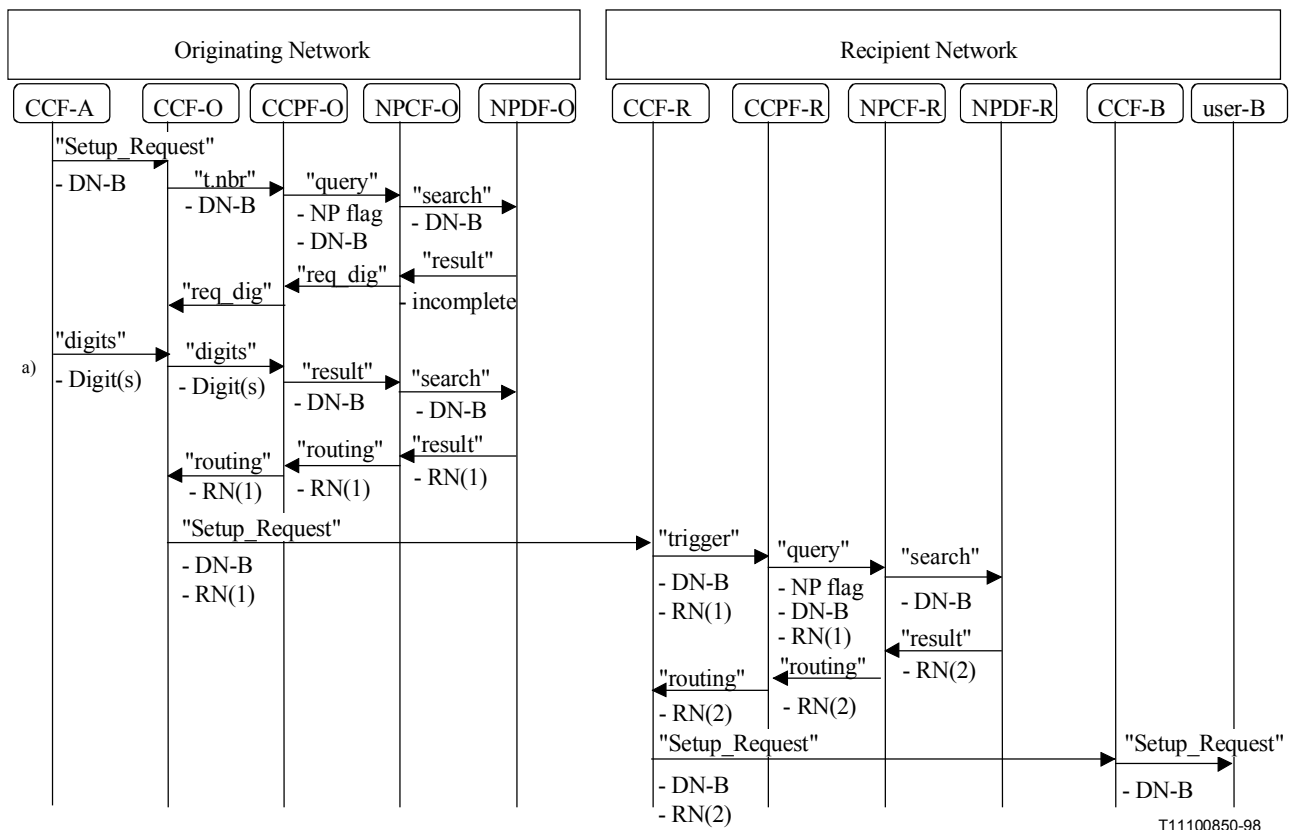 Originating Network
Recipient Network
CCF-A
CCF-O
CCPF-O
NPCF-O
NPDF-O
CCF-R
CCPF-R
NPCF-R
NPDF-R
CCF-B
user-B
"Setup_Request"
- DN-B
"t.nbr"
- DN-B
"query"
- NP flag
- DN-B
"search"
- DN-B
"result"
- incomplete
"req_dig"
"req_dig"
a)
"digits"
- Digit(s)
"digits"
- Digit(s)
"result"
- DN-B
"search"
- DN-B
"result"
- RN(1)
"routing"
- RN(1)
"routing"
- RN(1)
"Setup_Request"
- DN-B
- RN(1)
"trigger"
- DN-B
- RN(1)
"query"
- NP flag
- DN-B
- RN(1)
"search"
- DN-B
"result"
- RN(2)
"routing"
- RN(2)
"routing"
- RN(2)
"Setup_Request"
- DN-B
- RN(2)
"Setup_Request"
- DN-B
T11100850-98